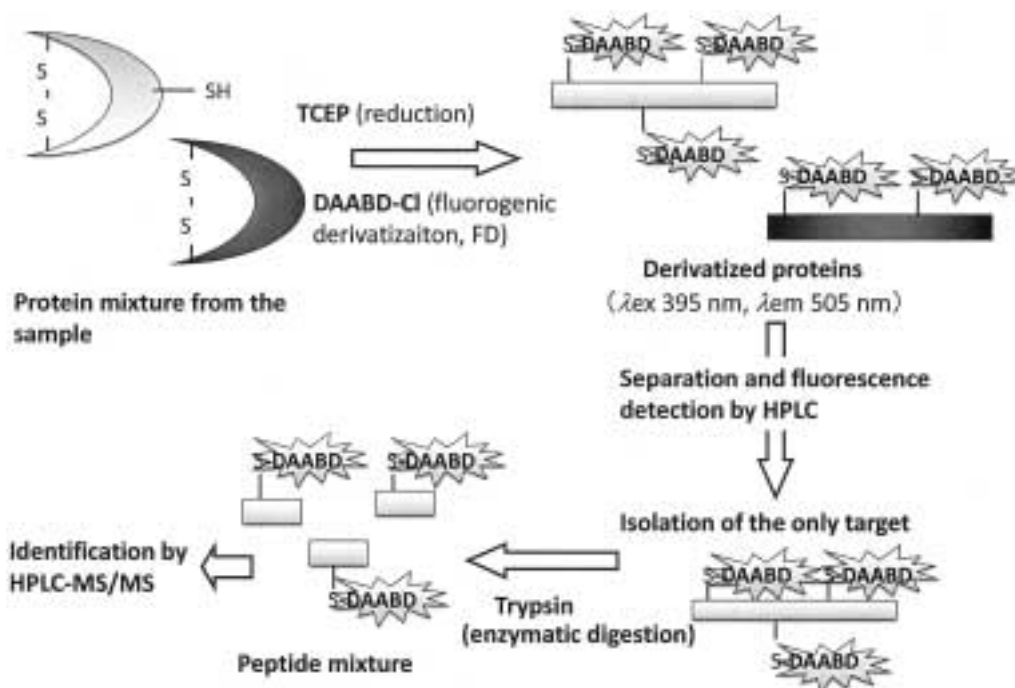 S
S
SH
S
S
Protein mixture from the
sample
TCEP (reduction)
DAABD-Cl (fluorogenic
derivatizaiton, FD)
S-DAABD
S-DAABD
S-DAABD
S-DAABD
S-DAABD
Derivatized proteins
(λex 395 nm, λem 505 nm)
Separation and fluorescence
detection by HPLC
Isolation of the only target
S-DAABD
S-DAABD
S-DAABD
Trypsin
(enzymatic digestion)
S-DAABD
S-DAABD
S-DAABD
Peptide mixture
Identification by
HPLC-MS/MS